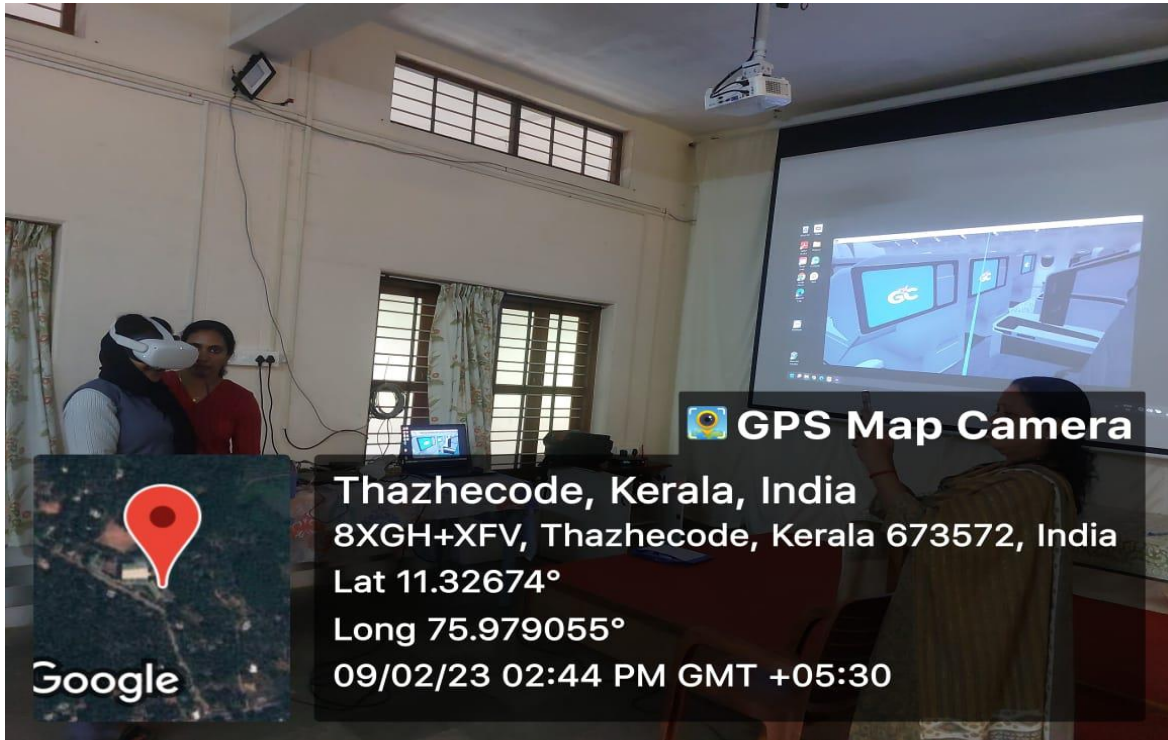 GC
GC
GPS Map Camera
Thazhecode, Kerala, India
8XGH+XFV, Thazhecode, Kerala 673572, India
Lat 11.32674°
Long 75.979055°
09/02/23 02:44 PM GMT +05:30
Google